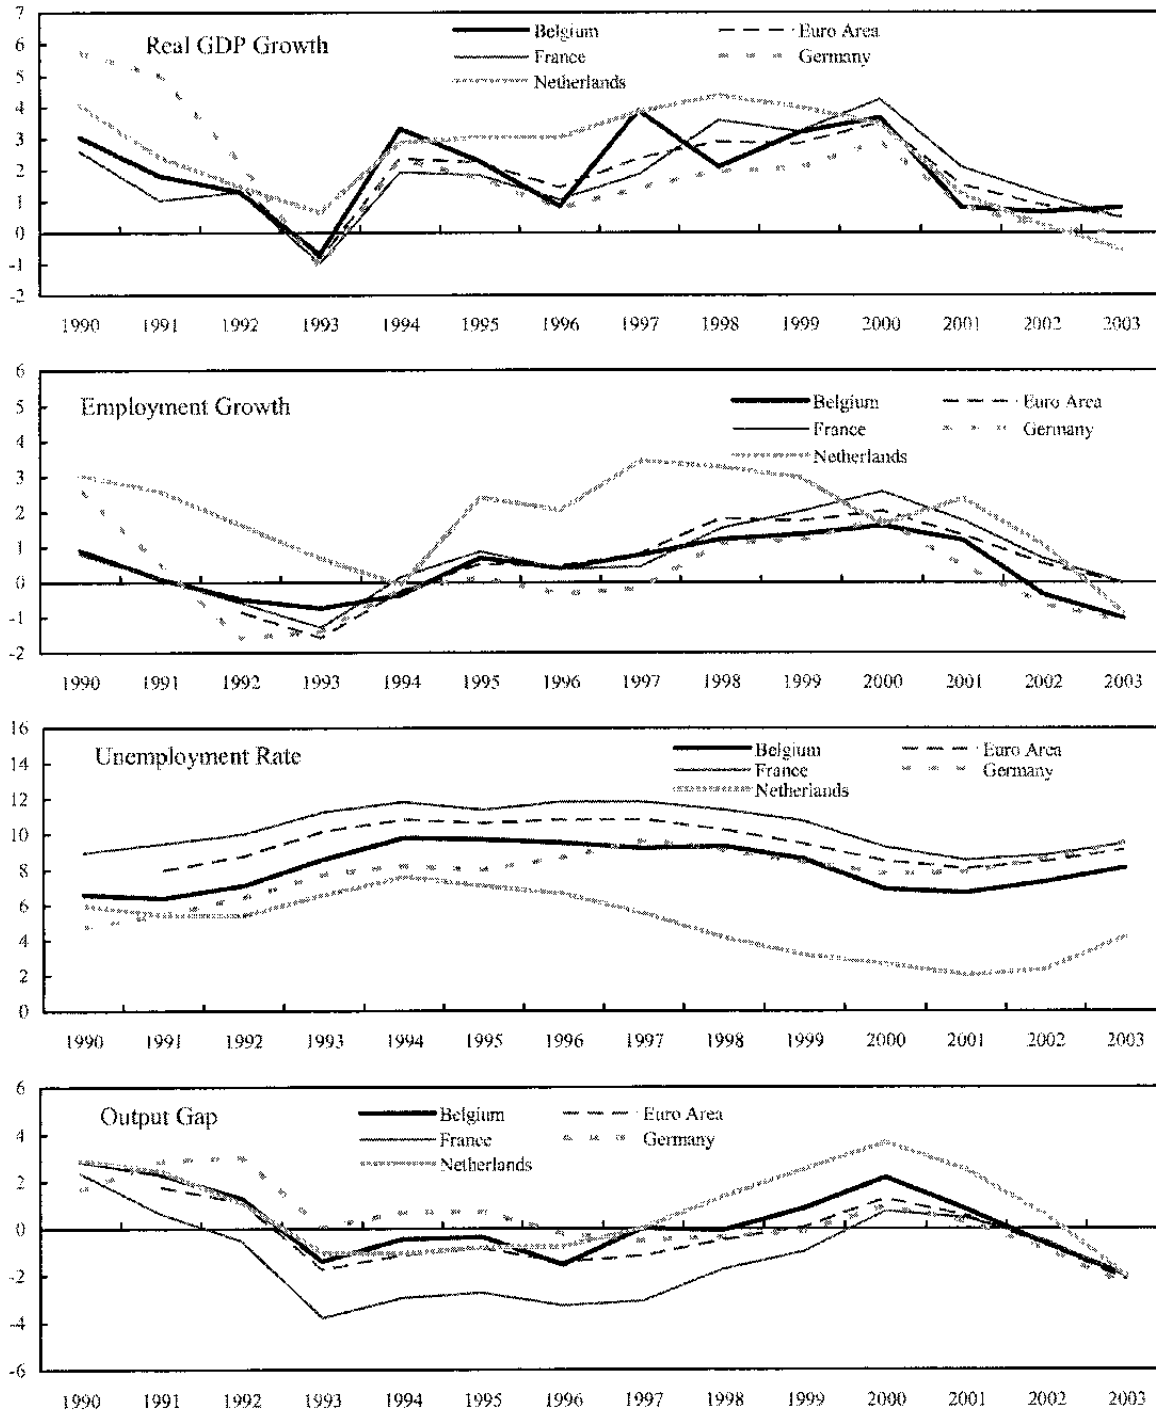 7
Real GDP Growth
Belgium
Euro Area
6
France
Germany
5
Netherlands
4
3
2
1
0
-1
-2
1990 1991 1992 1993 1994 1995 1996 1997 1998 1999 2000 2001 2002 2003
6
Employment Growth
Belgium
Euro Area
5
France
Germany
4
Netherlands
3
2
1
0
-1
-2
1990 1991 1992 1993 1994 1995 1996 1997 1998 1999 2000 2001 2002 2003
16
Unemployment Rate
Belgium
Euro Area
14
France
Germany
Netherlands
12
10
8
6
4
2
0
1990 1991 1992 1993 1994 1995 1996 1997 1998 1999 2000 2001 2002 2003
6
Output Gap
Belgium
Euro Area
4
France
Germany
Netherlands
2
0
-2
-4
-6
1990 1991 1992 1993 1994 1995 1996 1997 1998 1999 2000 2001 2002 2003